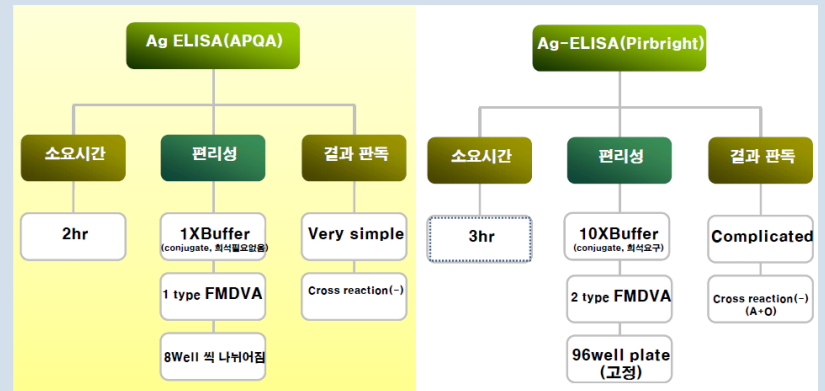 Ag ELISA(APQA)
소요시간
편리성
결과 판독
2hr
1XBuffer
(conjugate, 희석필요없음)
Very simple
1 type FMDVA
Cross reaction(-)
8Well 씩 나뉘어짐
Ag-ELISA(Pirbright)
소요시간
편리성
결과 판독
3hr
10XBuffer
(conjugate, 희석요구)
Complicated
2 type FMDVA
Cross reaction(-)
(A+O)
96well plate
(고정)